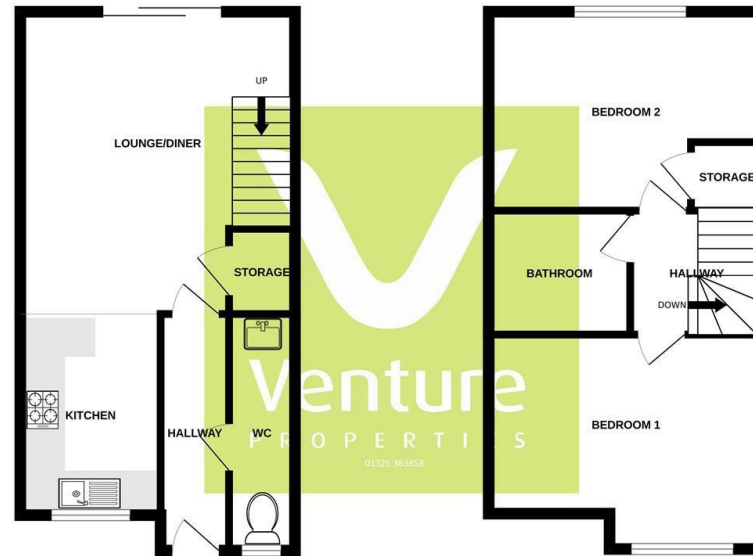 UP
LOUNGE/DINER
STORAGE
KITCHEN
HALLWAY
WC
BEDROOM 2
STORAGE
BATHROOM
HALLWAY
DOWN
BEDROOM 1
Venture
PROPERTIES
01325 363858